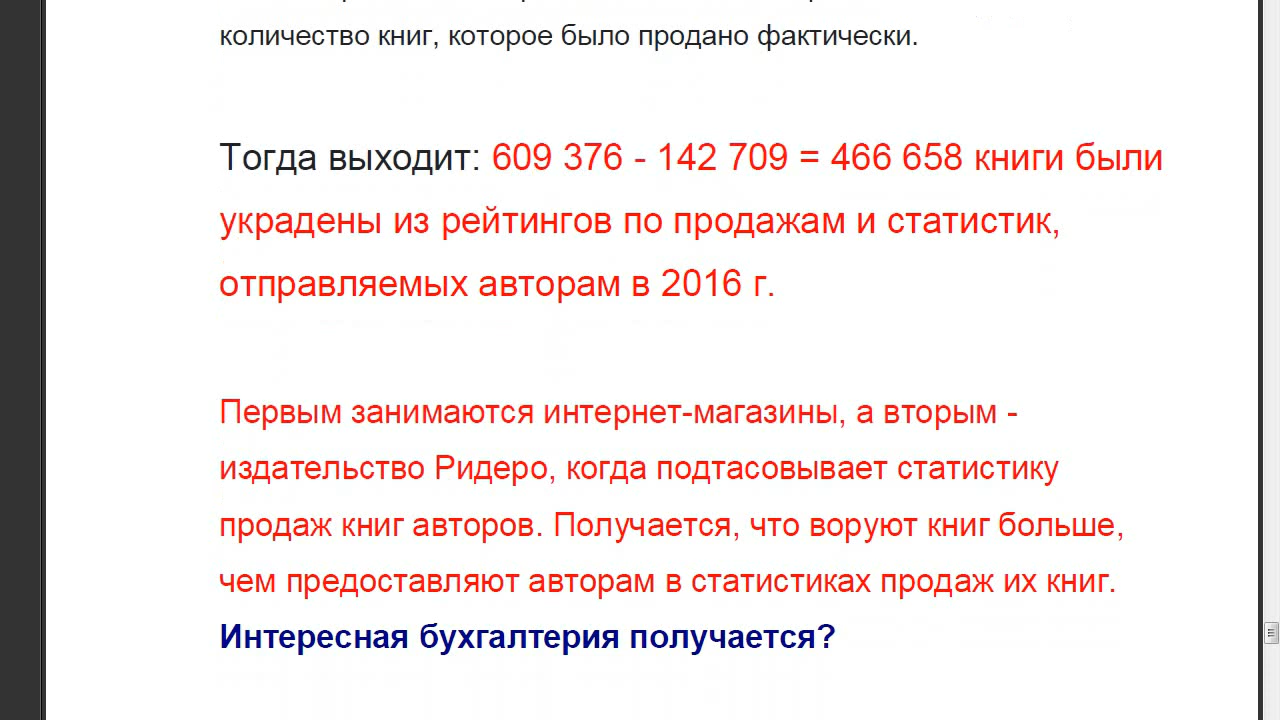 количество книг, которое было продано фактически.
Тогда выходит: 609 376 - 142 709 = 466 658 книги были
украдены из рейтингов по продажам и статистик,
отправляемых авторам в 2016 г.
Первым занимаются интернет-магазины, а вторым -
издательство Ридеро, когда подтасовывает статистику
продаж книг авторов. Получается, что воруют книг больше,
чем предоставляют авторам в статистиках продаж их книг.
Интересная бухгалтерия получается?